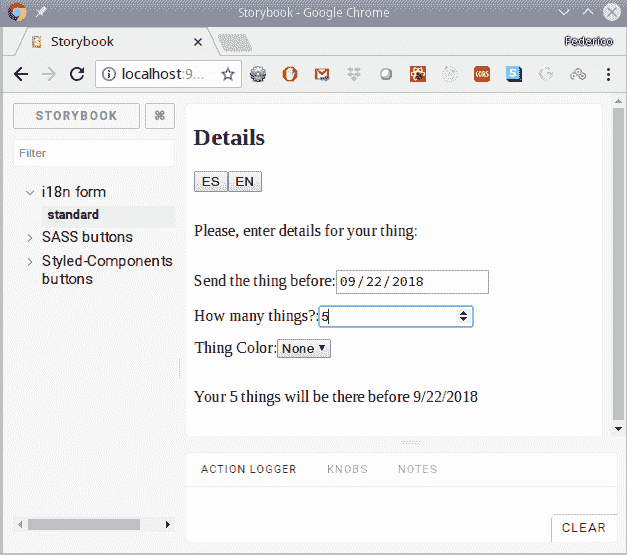 Storybook - Google Chrome
Storybook
Federico
localhost:9...
STORYBOOK ⌘
Filter
i18n form
standard
SASS buttons
Styled-Components
buttons
Details
ES EN
Please, enter details for your thing:
Send the thing before: 09/22/2018
How many things?: 5
Thing Color: None
Your 5 things will be there before 9/22/2018
ACTION LOGGER KNOBS NOTES
CLEAR